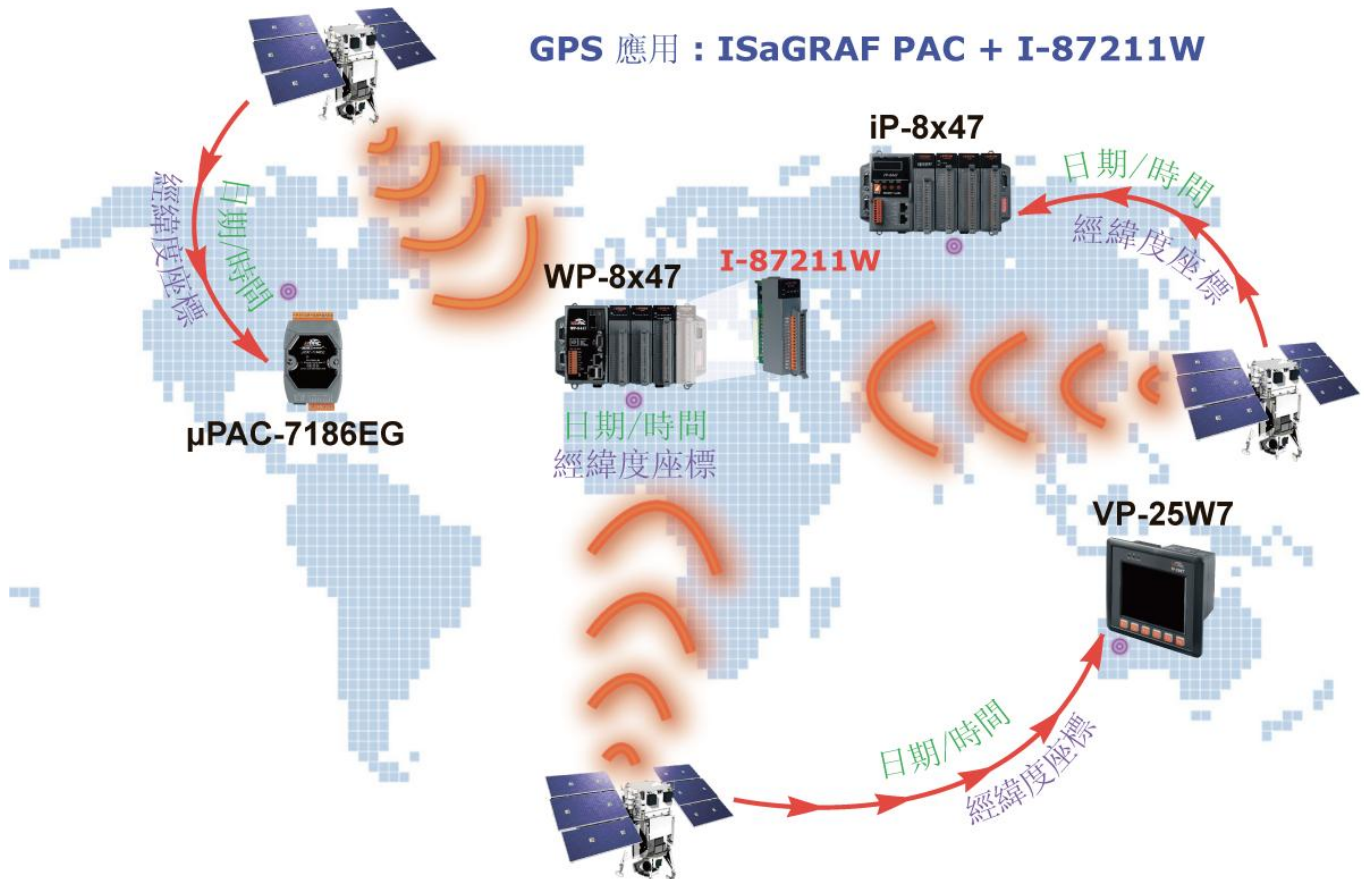 GPS 應用 : ISaGRAF PAC + I-87211W
iP-8x47
日期/時間
經緯度座標
日期/時間
經緯度座標
I-87211W
WP-8x47
日期/時間
經緯度座標
µPAC-7186EG
VP-25W7
日期/時間
經緯度座標